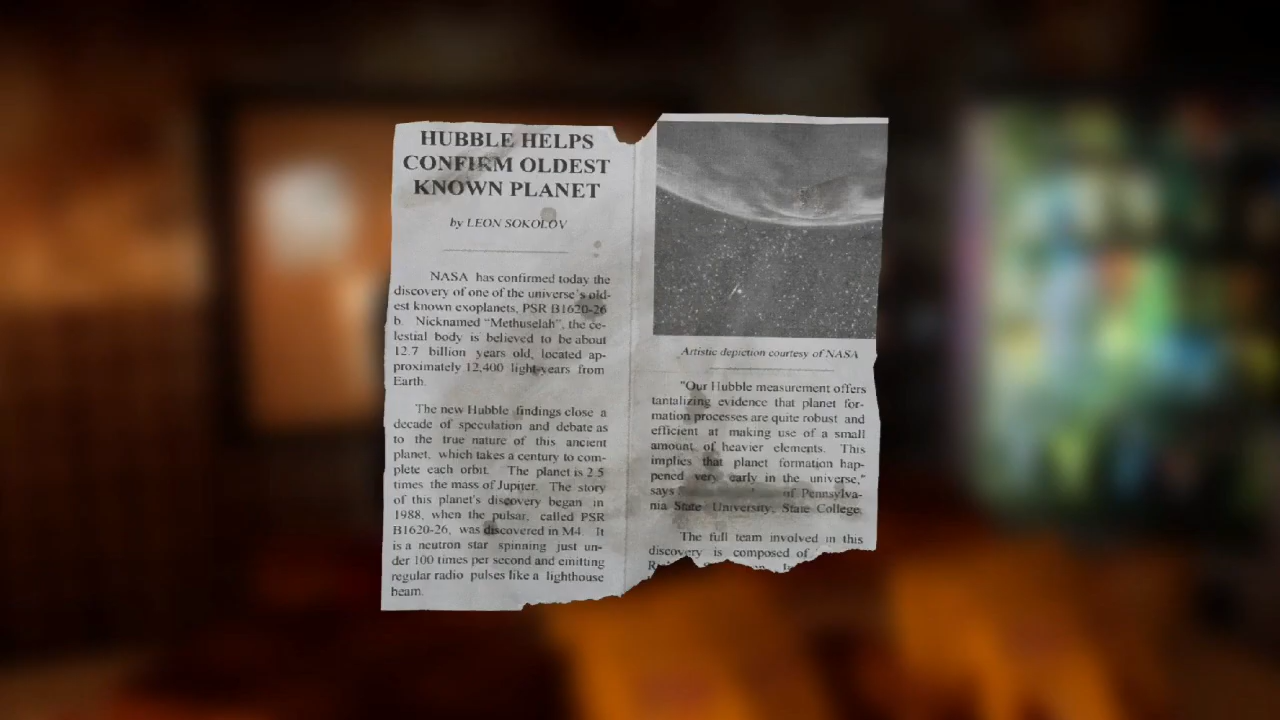 HUBBLE HELPS
CONFIRM OLDEST
KNOWN PLANET
by LEON SOKOLOV
NASA has confirmed today the
discovery of one of the universe's old-
est known exoplanets, PSR B1620-26
b. Nicknamed "Methuselah", the ce-
lestial body is believed to be about
12.7 billion years old, located ap-
proximately 12,400 light-years from
Earth.
The new Hubble findings close a
decade of speculation and debate as
to the true nature of this ancient
planet, which takes a century to com-
plete each orbit. The planet is 2.5
times the mass of Jupiter. The story
of this planet's discovery began in
1988, when the pulsar, called PSR
B1620-26, was discovered in M4. It
is a neutron star spinning just un-
der 100 times per second and emitting
regular radio pulses like a lighthouse
beam.
Artistic depiction courtesy of NASA
"Our Hubble measurement offers
tantalizing evidence that planet for-
mation processes are quite robust and
efficient at making use of a small
amount of heavier elements. This
implies that planet formation hap-
pened very early in the universe,"
says of Pennsylva-
nia State University, State College.
The full team involved in this
discovery is composed of